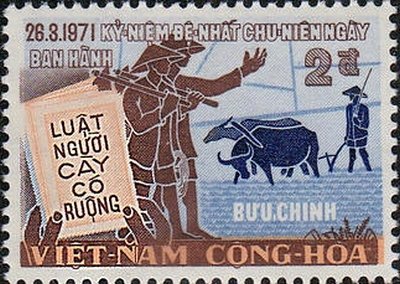 26.3.1971 KỶ-NIỆM ĐỆ-NHẤT CHU-NIÊN NGÀY
BAN HÀNH
2đ
LUẬT
NGƯỜI
CÀY
CÓ
RUỘNG
BƯU-CHÍNH
VIỆT-NAM CỘNG-HÒA